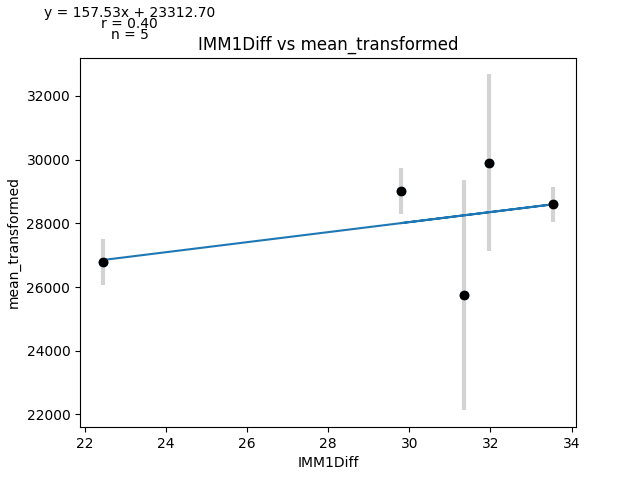 y = 157.53x + 23312.70
r = 0.40
n = 5
IMM1Diff vs mean_transformed
32000
30000
28000
26000
24000
22000
mean_transformed
22 24 26 28 30 32 34
IMM1Diff